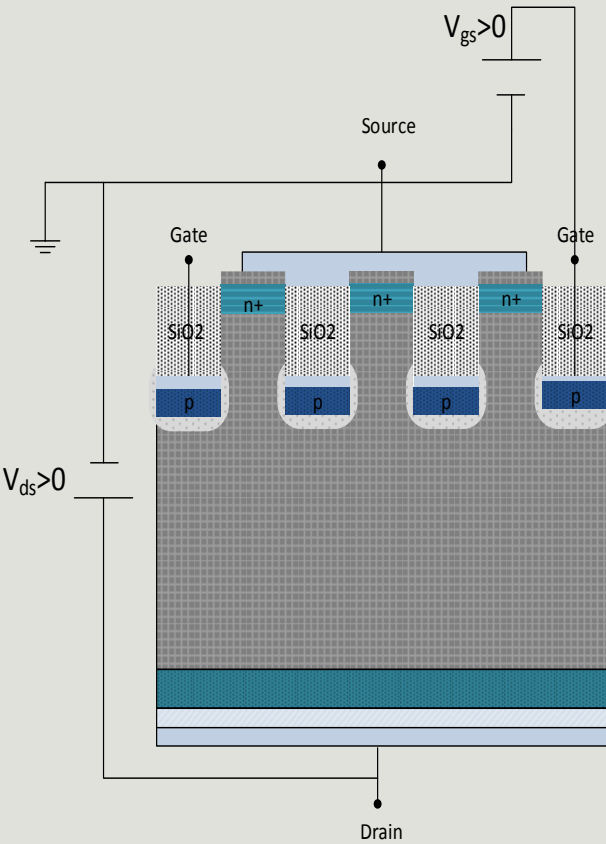 Vgs>0
Source
Gate
Gate
n+
n+
n+
SiO2
SiO2
SiO2
SiO2
p
p
p
p
Vds>0
Drain